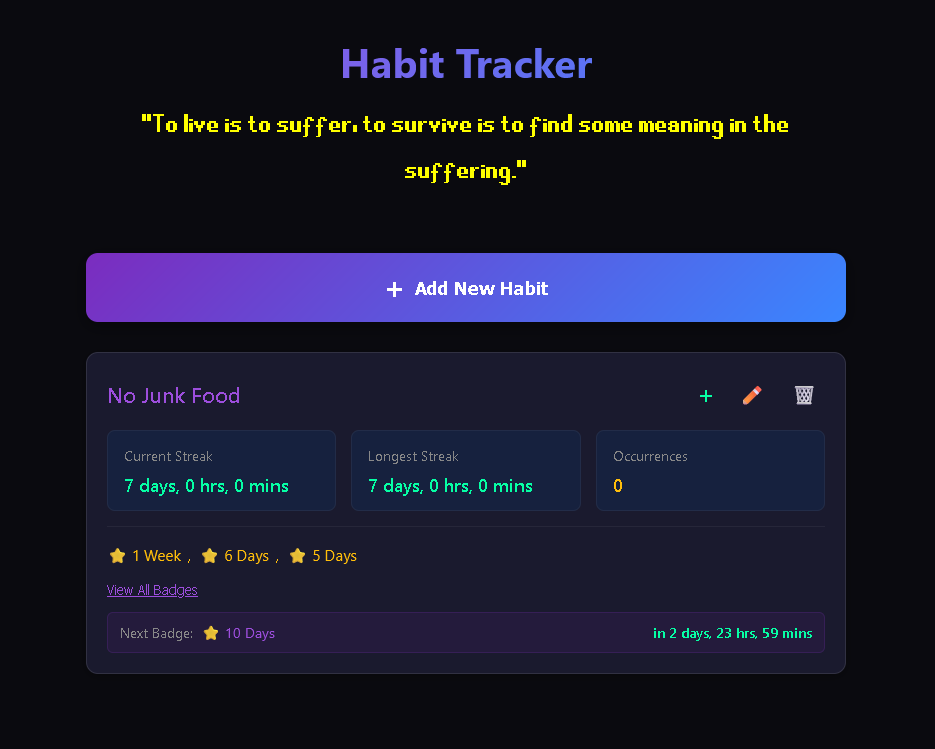 Habit Tracker
"To live is to suffer, to survive is to find some meaning in the
suffering."
+ Add New Habit
No Junk Food +
Current Streak Longest Streak Occurrences
7 days, 0 hrs, 0 mins 7 days, 0 hrs, 0 mins 0
⭐ 1 Week , ⭐ 6 Days , ⭐ 5 Days
View All Badges
Next Badge: ⭐ 10 Days in 2 days, 23 hrs, 59 mins